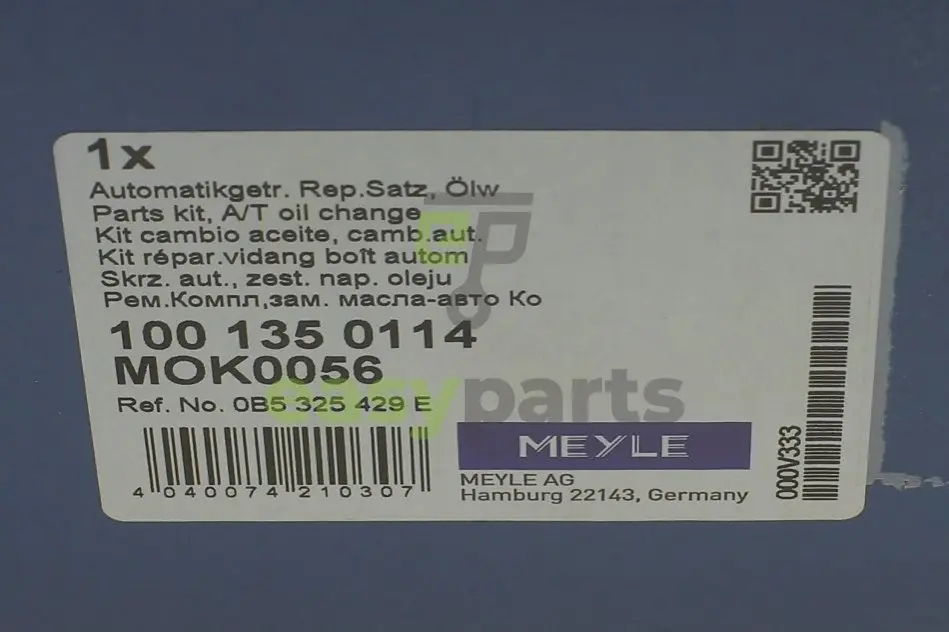 1x
Automatikgetr. Rep.Satz, Ölw
Parts kit, A/T oil change
Kit cambio aceite, camb.aut.
Kit répar.vidang boît autom
Skrz. aut., zest. nap. oleju
Рем.Компл,зам. масла-авто Ко
100 135 0114
MOK0056
easyparts
Ref. No. 0B5 325 429 E
MEYLE
4 040074 210307
MEYLE AG
Hamburg 22143, Germany
000V333